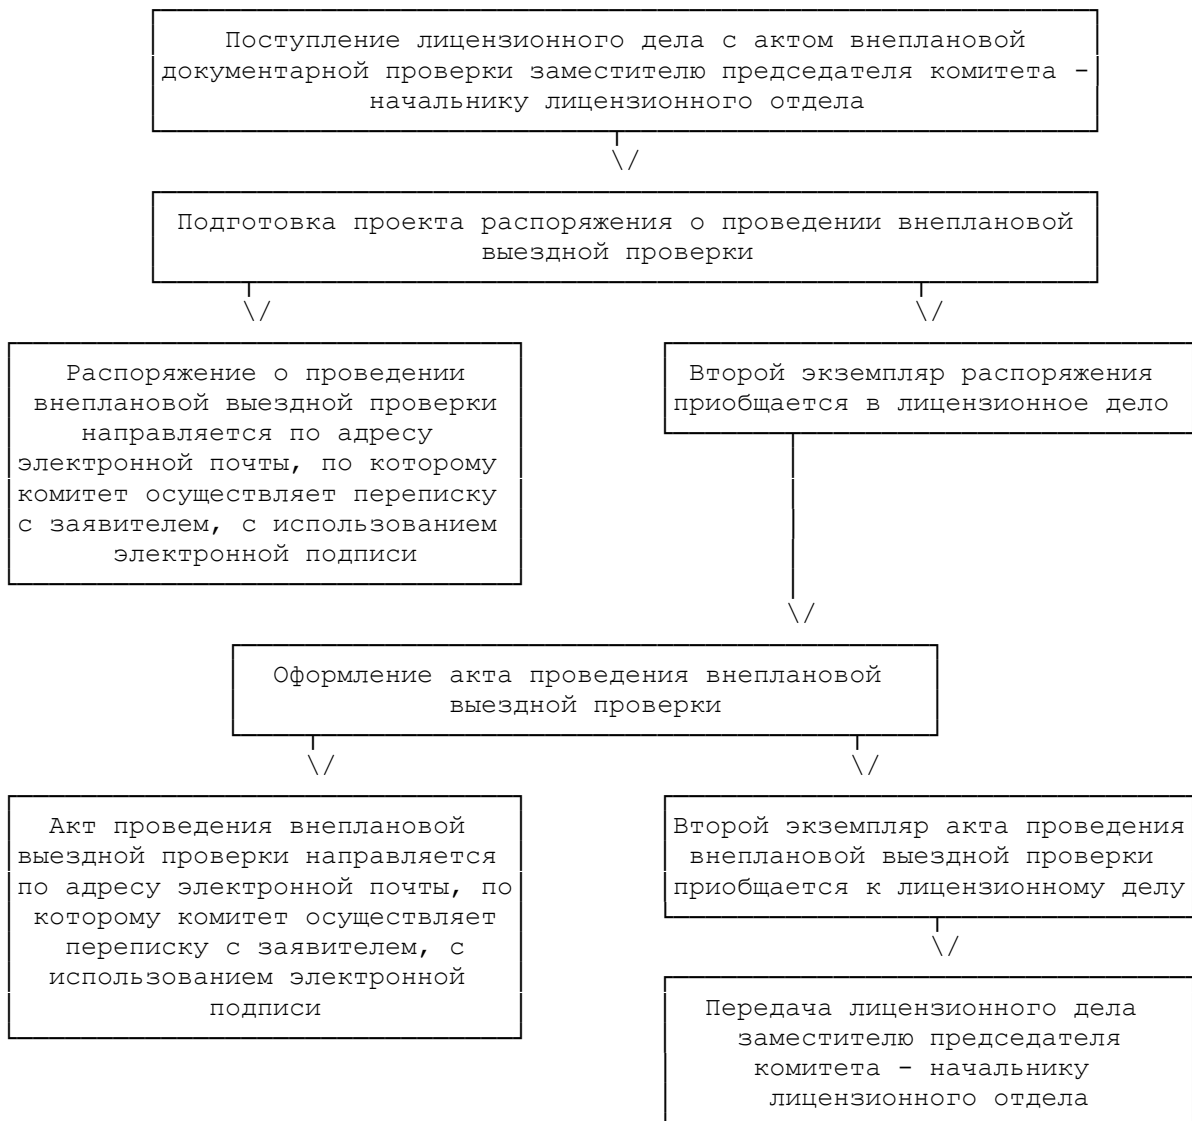 Поступление лицензионного дела с актом внеплановой
документарной проверки заместителю председателя комитета -
начальнику лицензионного отдела
\/
Подготовка проекта распоряжения о проведении внеплановой
выездной проверки
\/
\/
Распоряжение о проведении
внеплановой выездной проверки
направляется по адресу
электронной почты, по которому
комитет осуществляет переписку
с заявителем, с использованием
электронной подписи
Второй экземпляр распоряжения
приобщается в лицензионное дело
\/
Оформление акта проведения внеплановой
выездной проверки
\/
\/
Акт проведения внеплановой
выездной проверки направляется
по адресу электронной почты, по
которому комитет осуществляет
переписку с заявителем, с
использованием электронной
подписи
Второй экземпляр акта проведения
внеплановой выездной проверки
приобщается к лицензионному делу
\/
Передача лицензионного дела
заместителю председателя
комитета - начальнику
лицензионного отдела